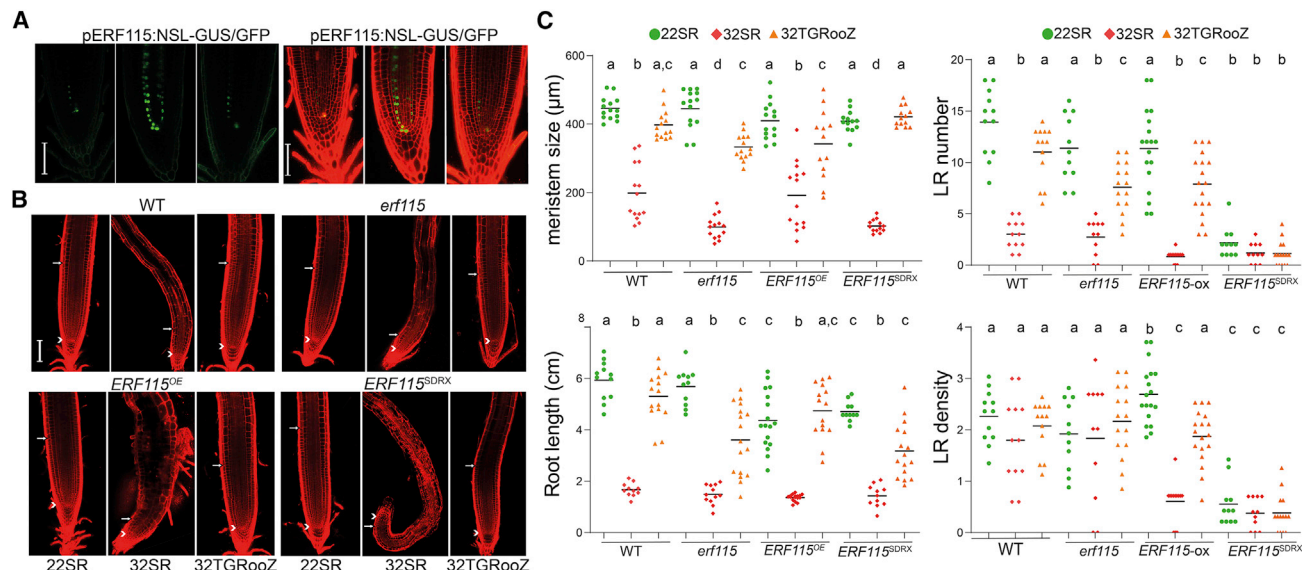 A
pERF115:NSL-GUS/GFP
pERF115:NSL-GUS/GFP
B
WT
erf115
ERF115OE
ERF115SDRX
22SR 32SR 32TGRooZ 22SR 32SR 32TGRooZ
C
22SR 32SR 32TGRooZ
meristem size (μm)
600
400
200
0
a b a,c a d c a b c a d a
WT erf115 ERF115OE ERF115SDRX
22SR 32SR 32TGRooZ
LR number
20
15
10
5
0
a b a a b c a b c b b b
WT erf115 ERF115-ox ERF115SDRX
Root length (cm)
8
6
4
2
0
a b a a b c c b a,c c b c
WT erf115 ERF115OE ERF115SDRX
LR density
4
3
2
1
0
a a a a a a b c a c c c
WT erf115 ERF115-ox ERF115SDRX